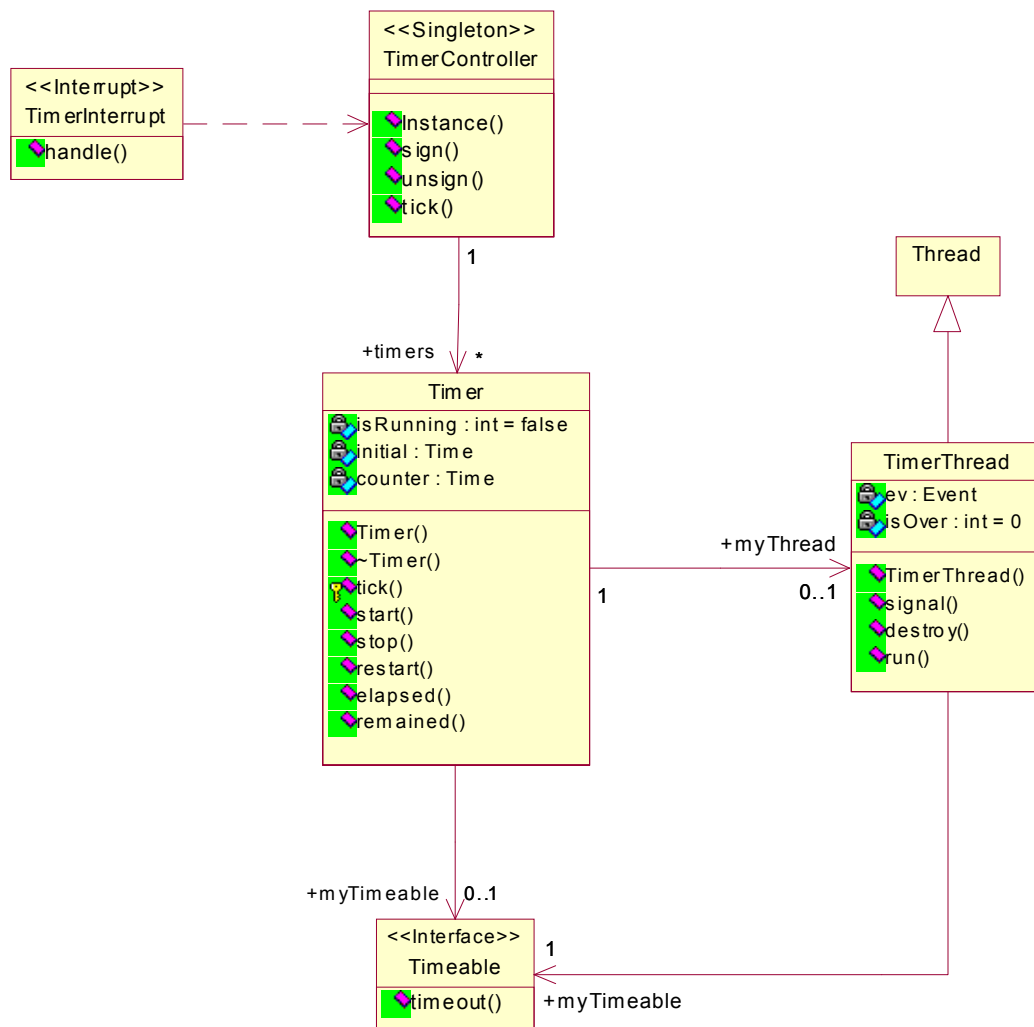 <<Singleton>>
TimerController
Instance()
sign()
unsign()
tick()
<<Interrupt>>
TimerInterrupt
handle()
1
+timers
*
Thread
Timer
isRunning : int = false
initial : Time
counter : Time
Timer()
~Timer()
tick()
start()
stop()
restart()
elapsed()
remained()
TimerThread
ev : Event
isOver : int = 0
TimerThread()
signal()
destroy()
run()
+myThread
1
0..1
+myTimeable
0..1
<<Interface>>
Timeable
timeout()
1
+myTimeable